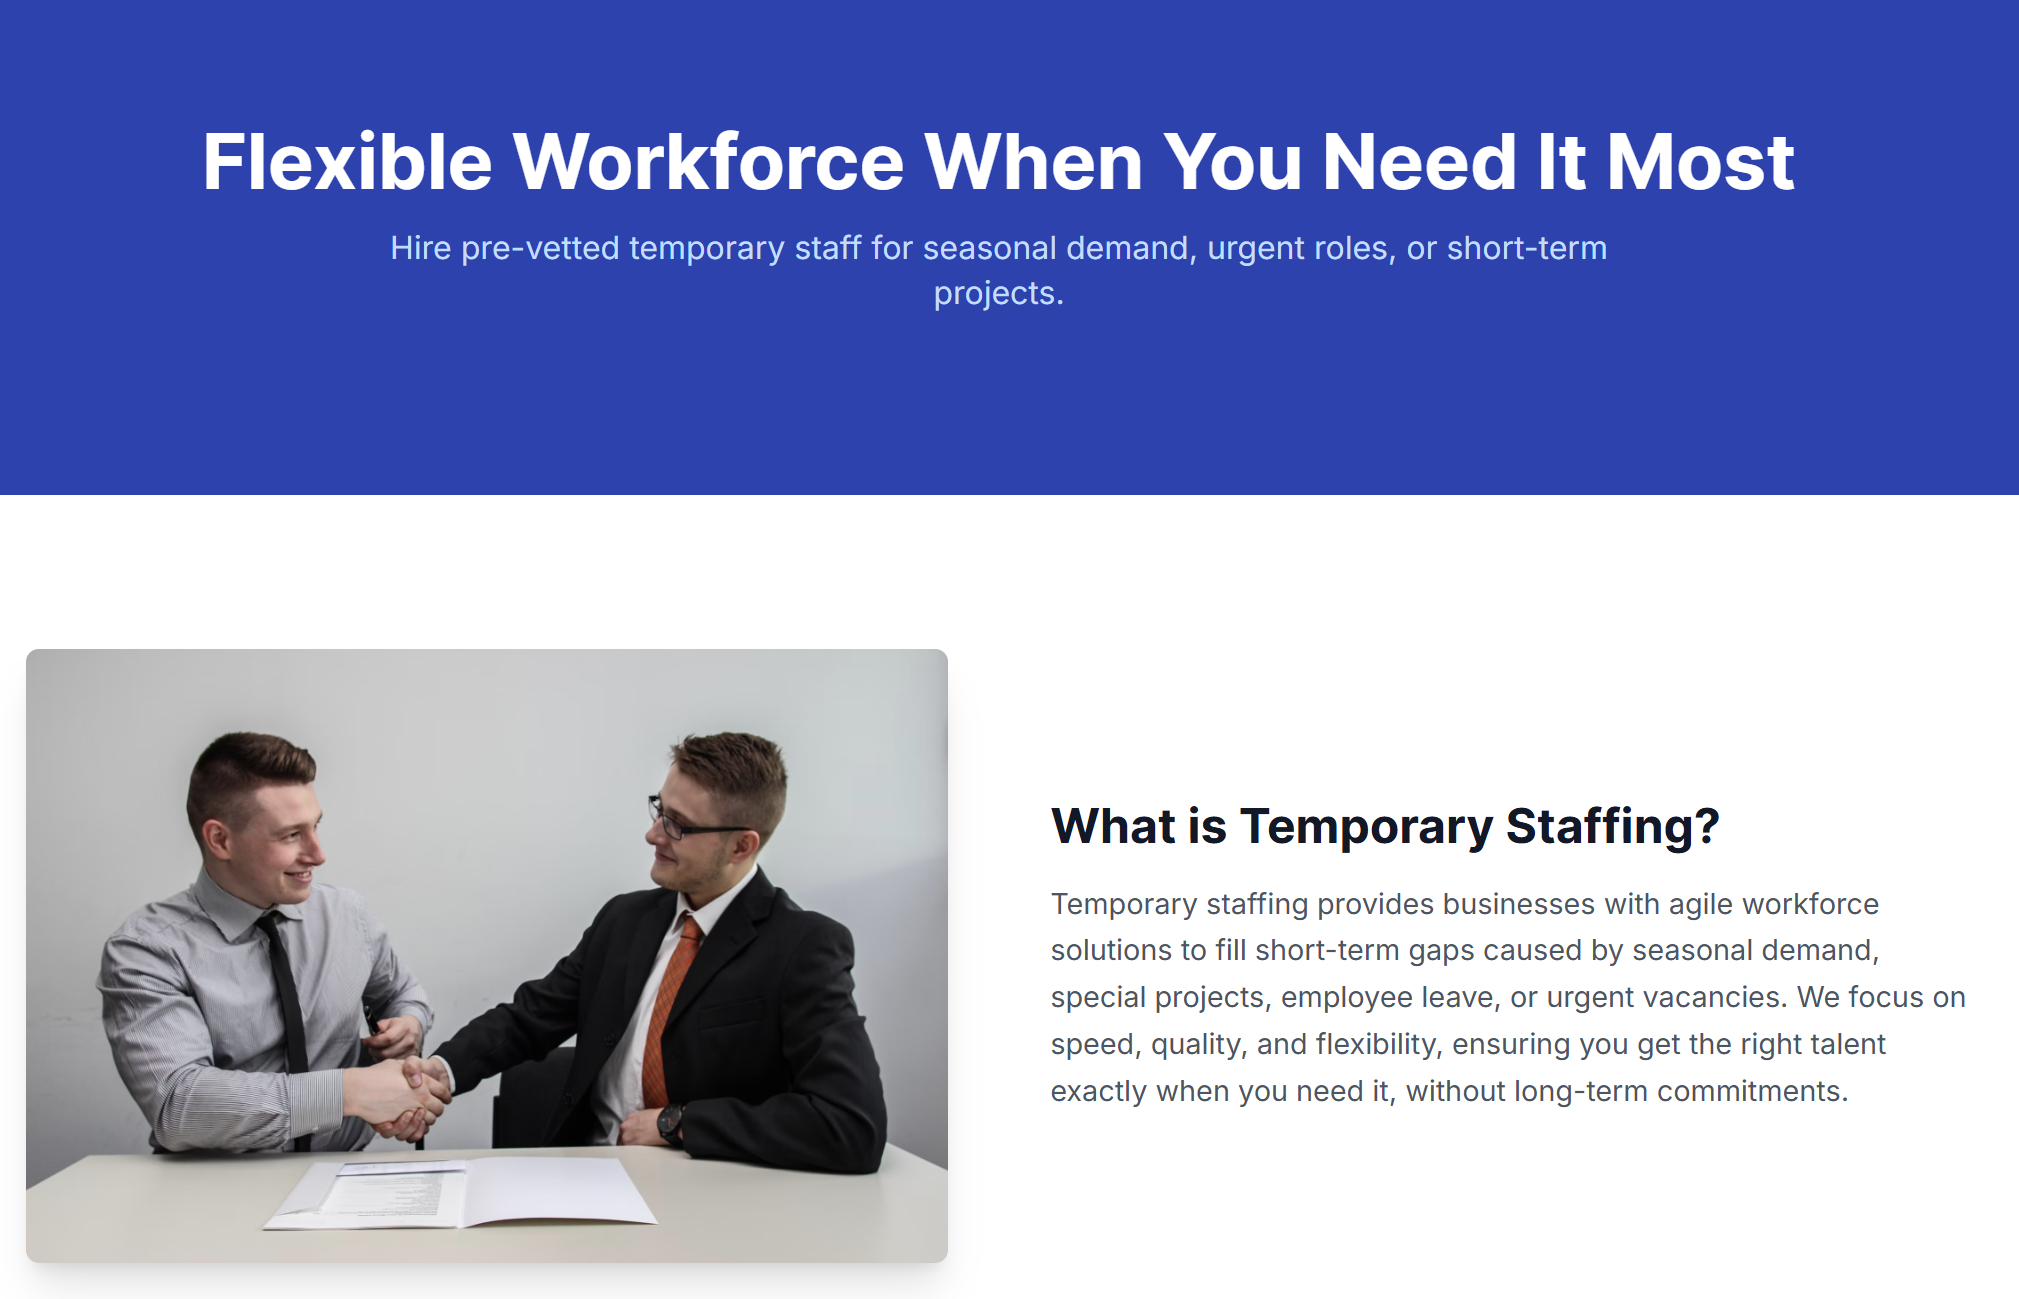 Flexible Workforce When You Need It Most
Hire pre-vetted temporary staff for seasonal demand, urgent roles, or short-term
projects.
What is Temporary Staffing?
Temporary staffing provides businesses with agile workforce
solutions to fill short-term gaps caused by seasonal demand,
special projects, employee leave, or urgent vacancies. We focus on
speed, quality, and flexibility, ensuring you get the right talent
exactly when you need it, without long-term commitments.